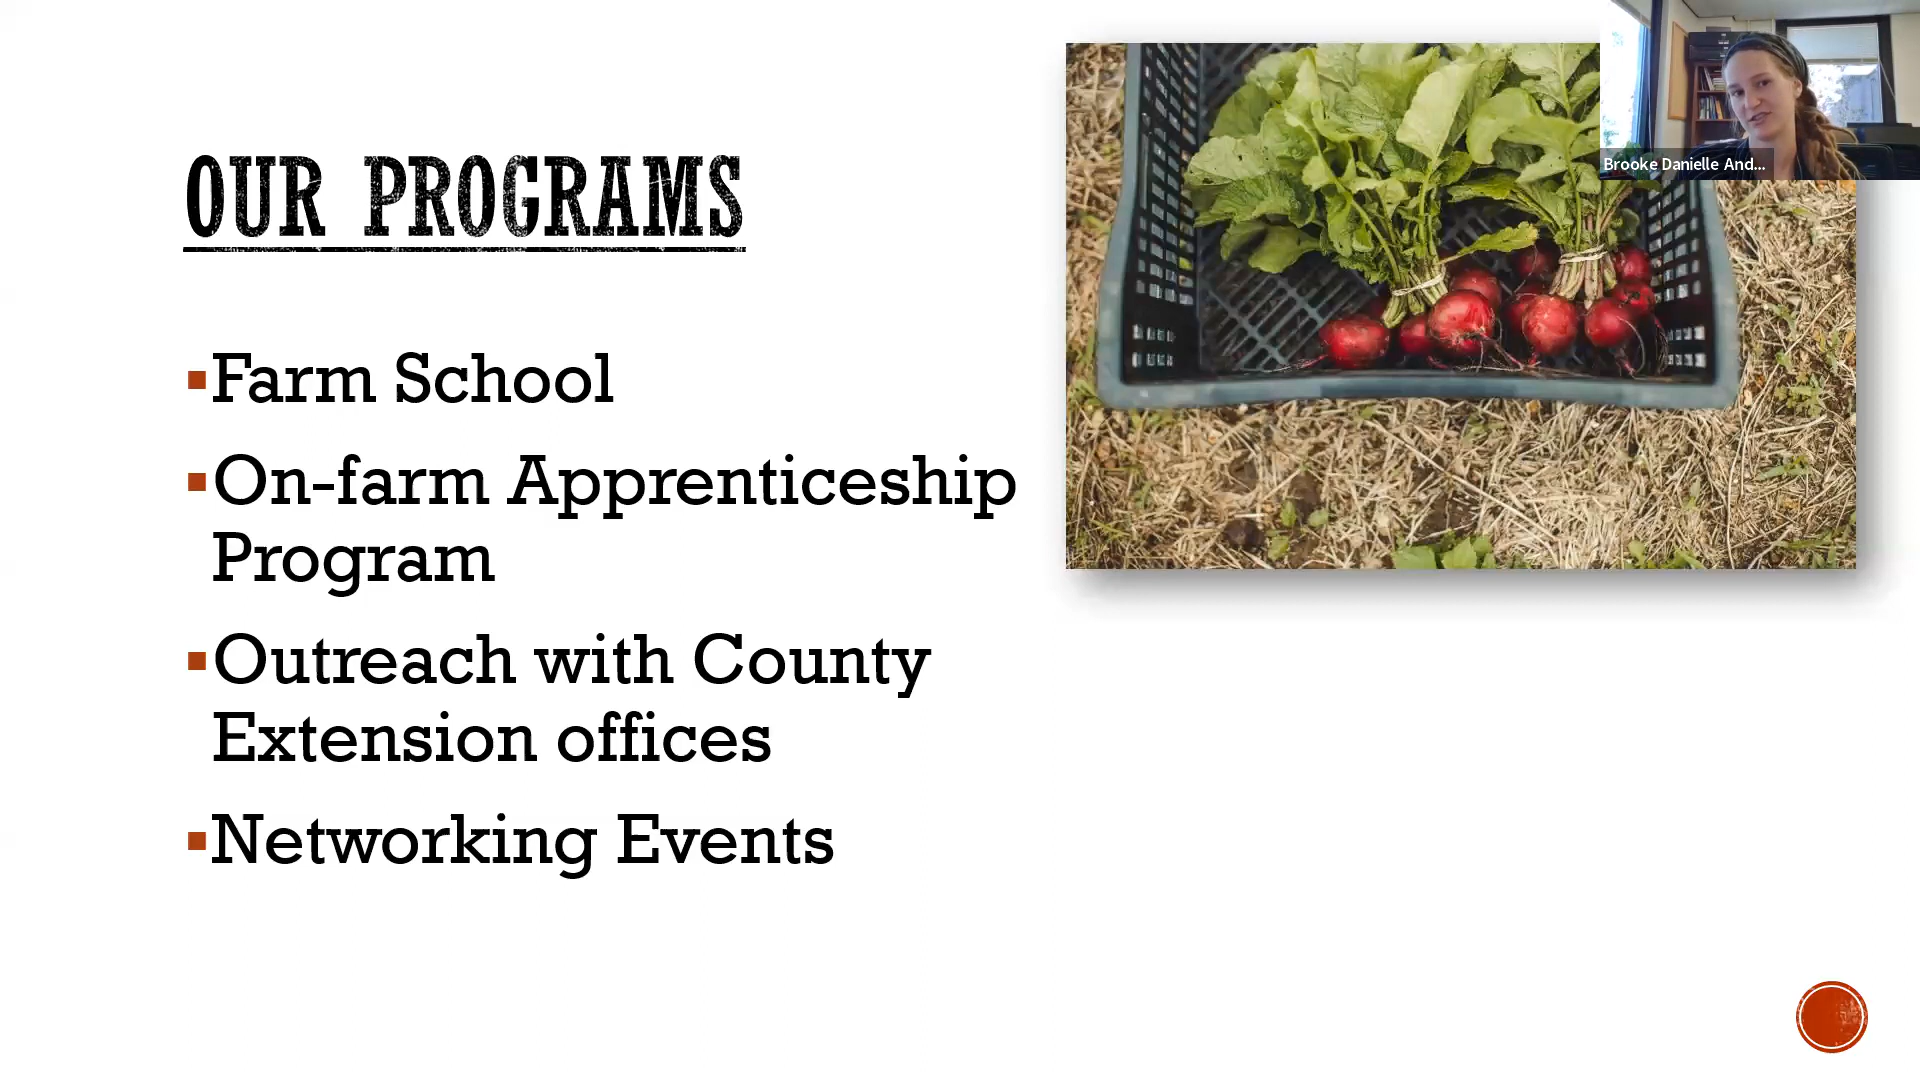 OUR PROGRAMS
▪Farm School
▪On-farm Apprenticeship
Program
▪Outreach with County
Extension offices
▪Networking Events
Brooke Danielle And...